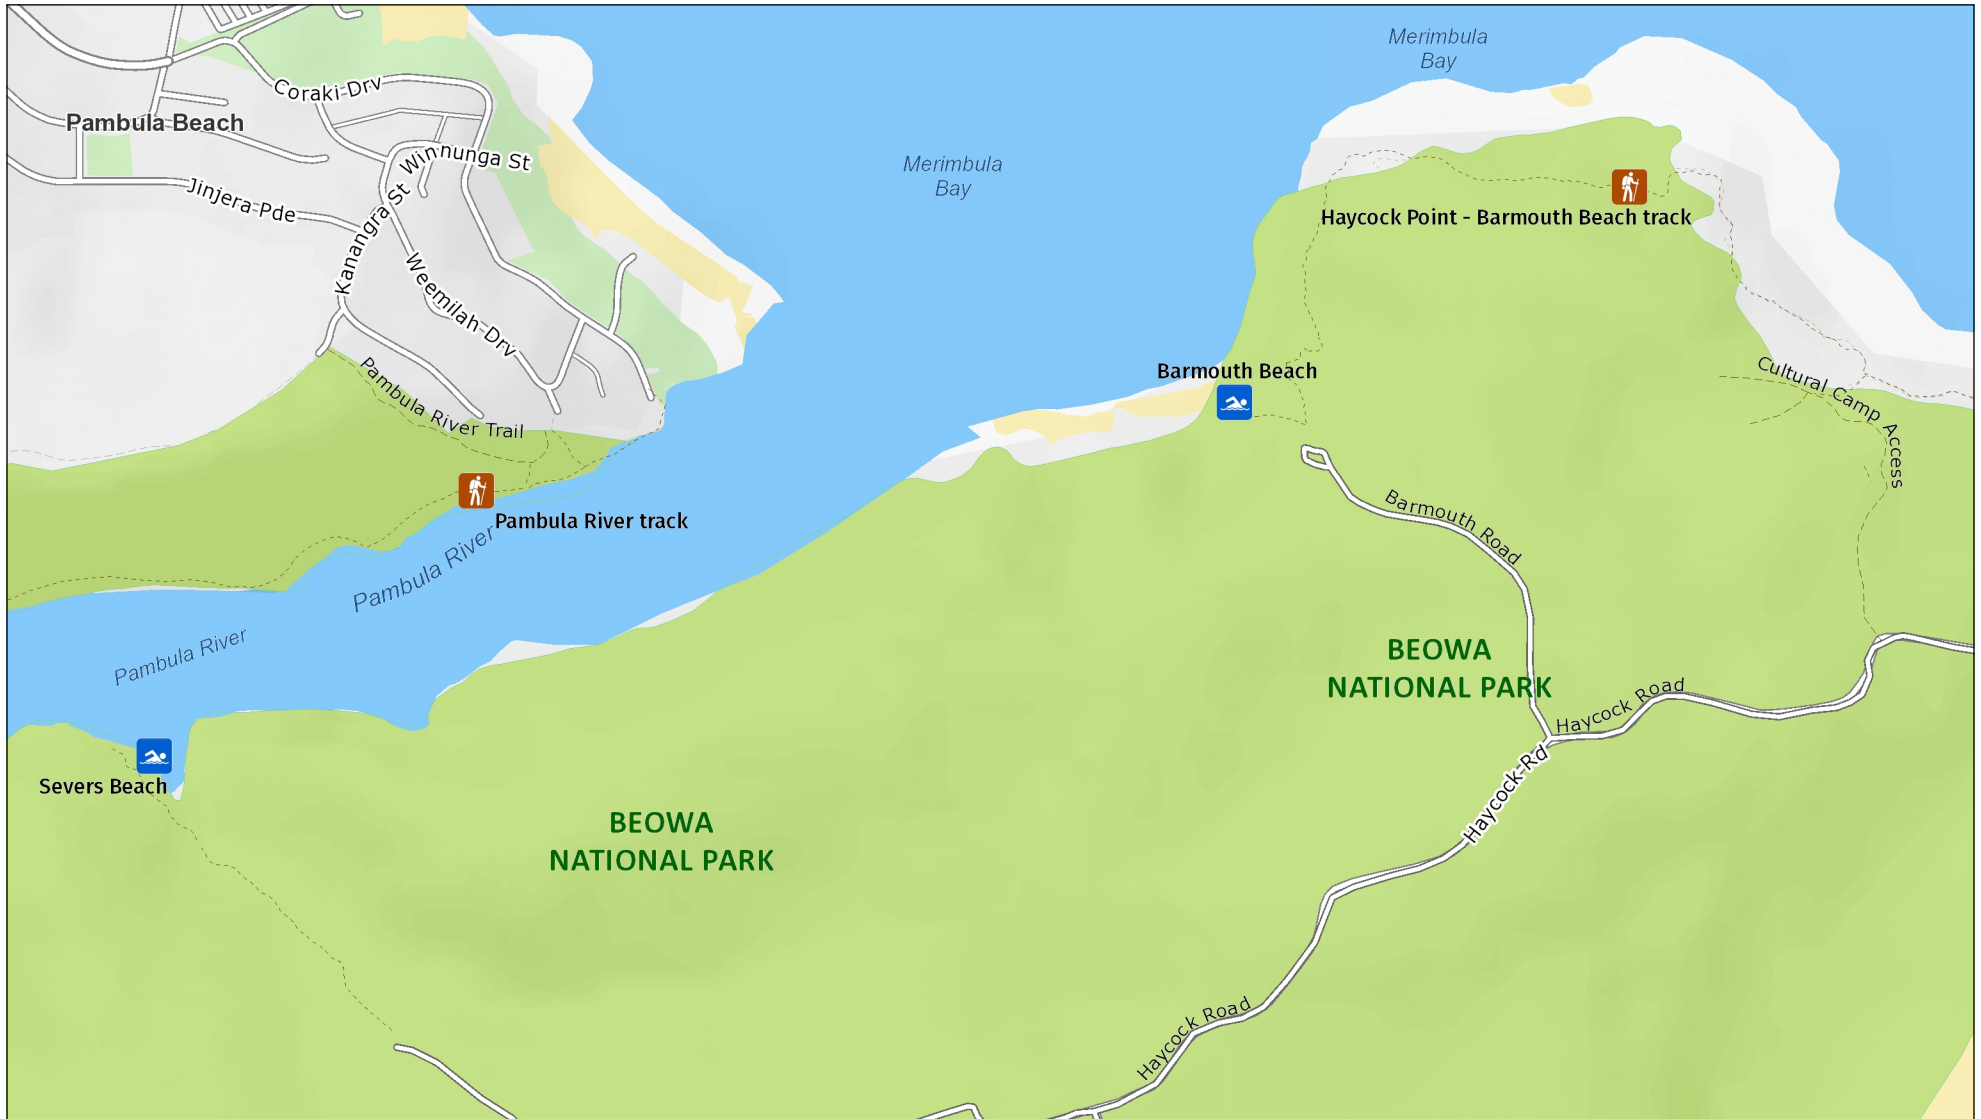 Merimbula
Bay
Coraki Drv
Pambula Beach
Winnunga St
Merimbula
Bay
Jinjera Pde
Kanangra St
Haycock Point - Barmouth Beach track
Weemilah Drv
Barmouth Beach
Pambula River Trail
Cultural Camp Access
Pambula River track
Barmouth Road
Pambula River
Pambula River
BEOWA
NATIONAL PARK
Haycock Road
Severs Beach
Haycock Rd
BEOWA
NATIONAL PARK
Haycock Road